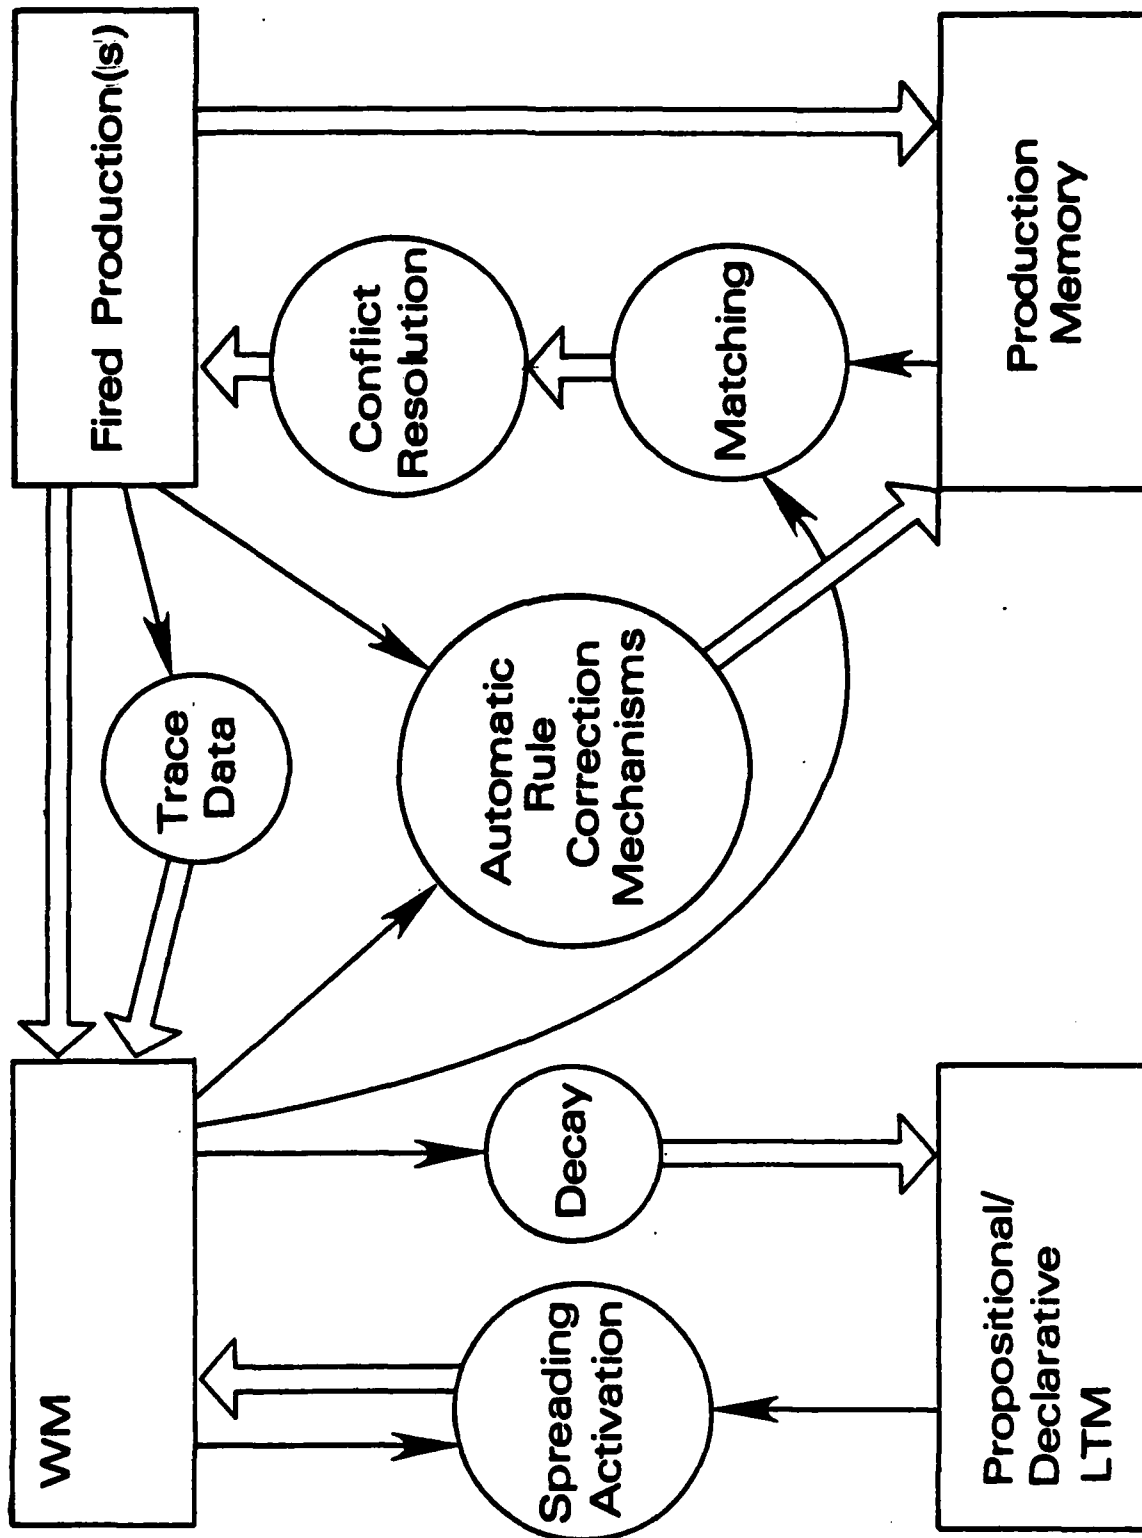 WM
Fired Production(s)
Trace
Data
Conflict
Resolution
Spreading
Activation
Decay
Automatic
Rule
Correction
Mechanisms
Matching
Propositional/
Declarative
LTM
Production
Memory